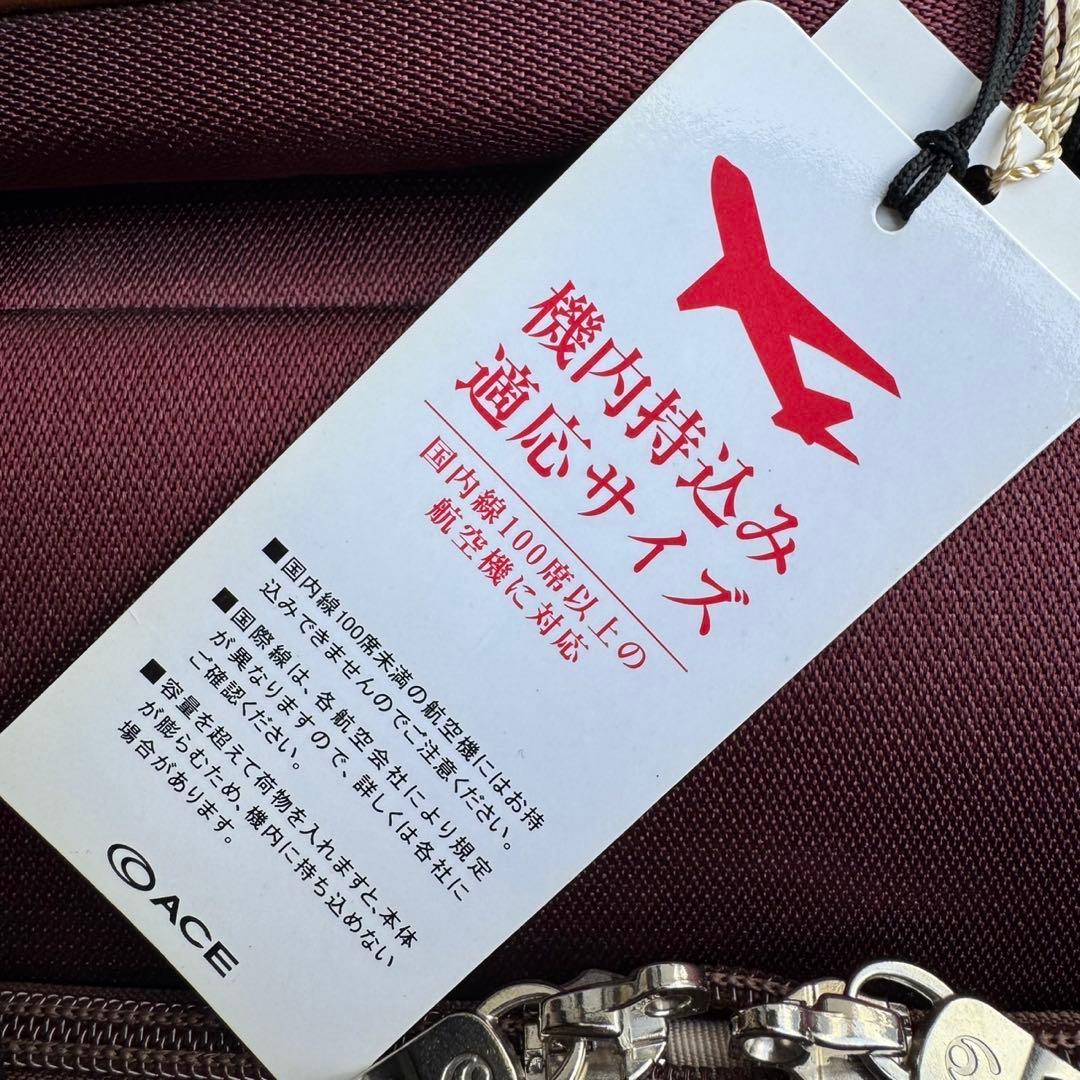 機内持込み
適応サイズ
国内線100席以上の
航空機に対応
■国内線100席未満の航空機にはお持
込みできませんのでご注意ください。
■国際線は、各航空会社により規定
が異なりますので、詳しくは各社に
ご確認ください。
■容量を超えて荷物を入れますと、本体
が膨らむため、機内に持ち込めない
場合があります。
ACE